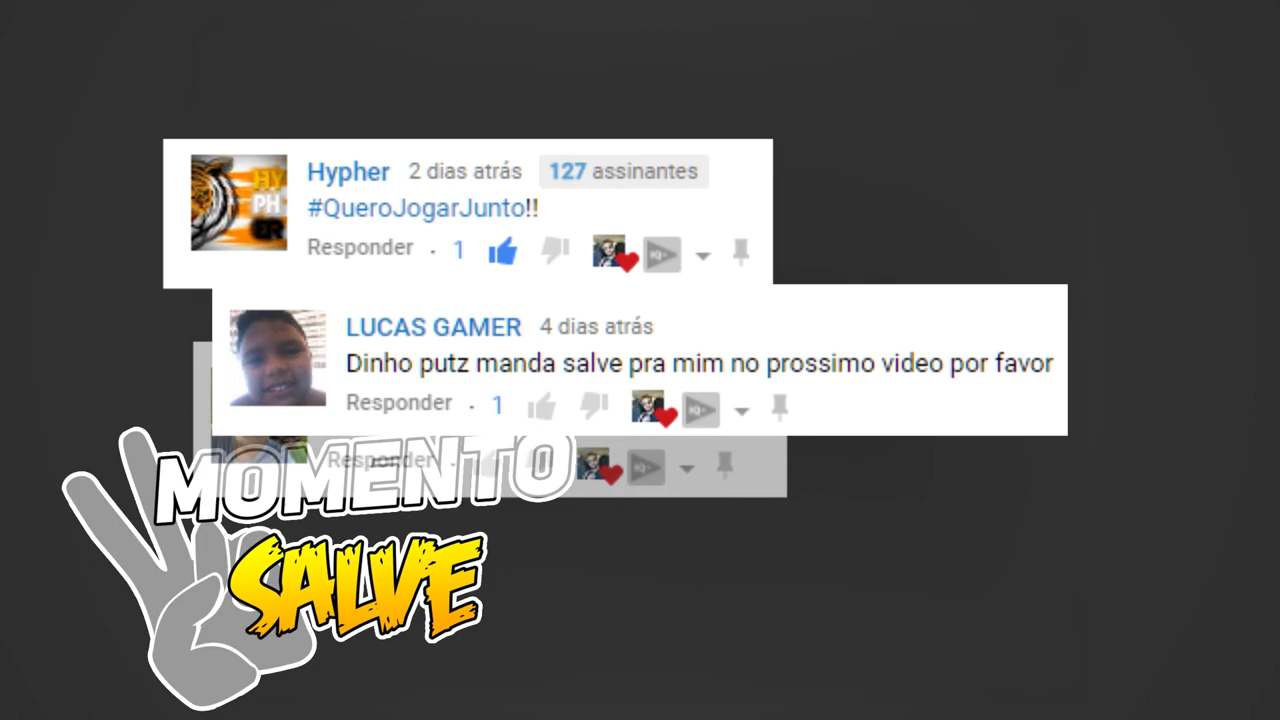 Hypher 2 dias atrás 127 assinantes
#QueroJogarJunto!!
Responder . 1
LUCAS GAMER 4 dias atrás
Dinho putz manda salve pra mim no prossimo video por favor
Responder . 1
Responder .
MOMENTO
SALVE